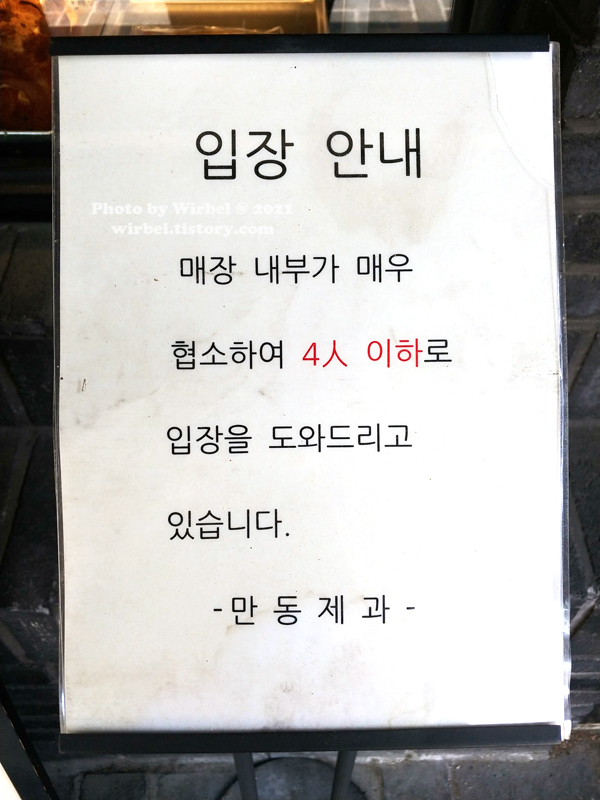 입장 안내
Photo by Wirbel © 2021
wirbel.tistory.com
매장 내부가 매우
협소하여 4人 이하로
입장을 도와드리고
있습니다.
-만 동 제 과 -